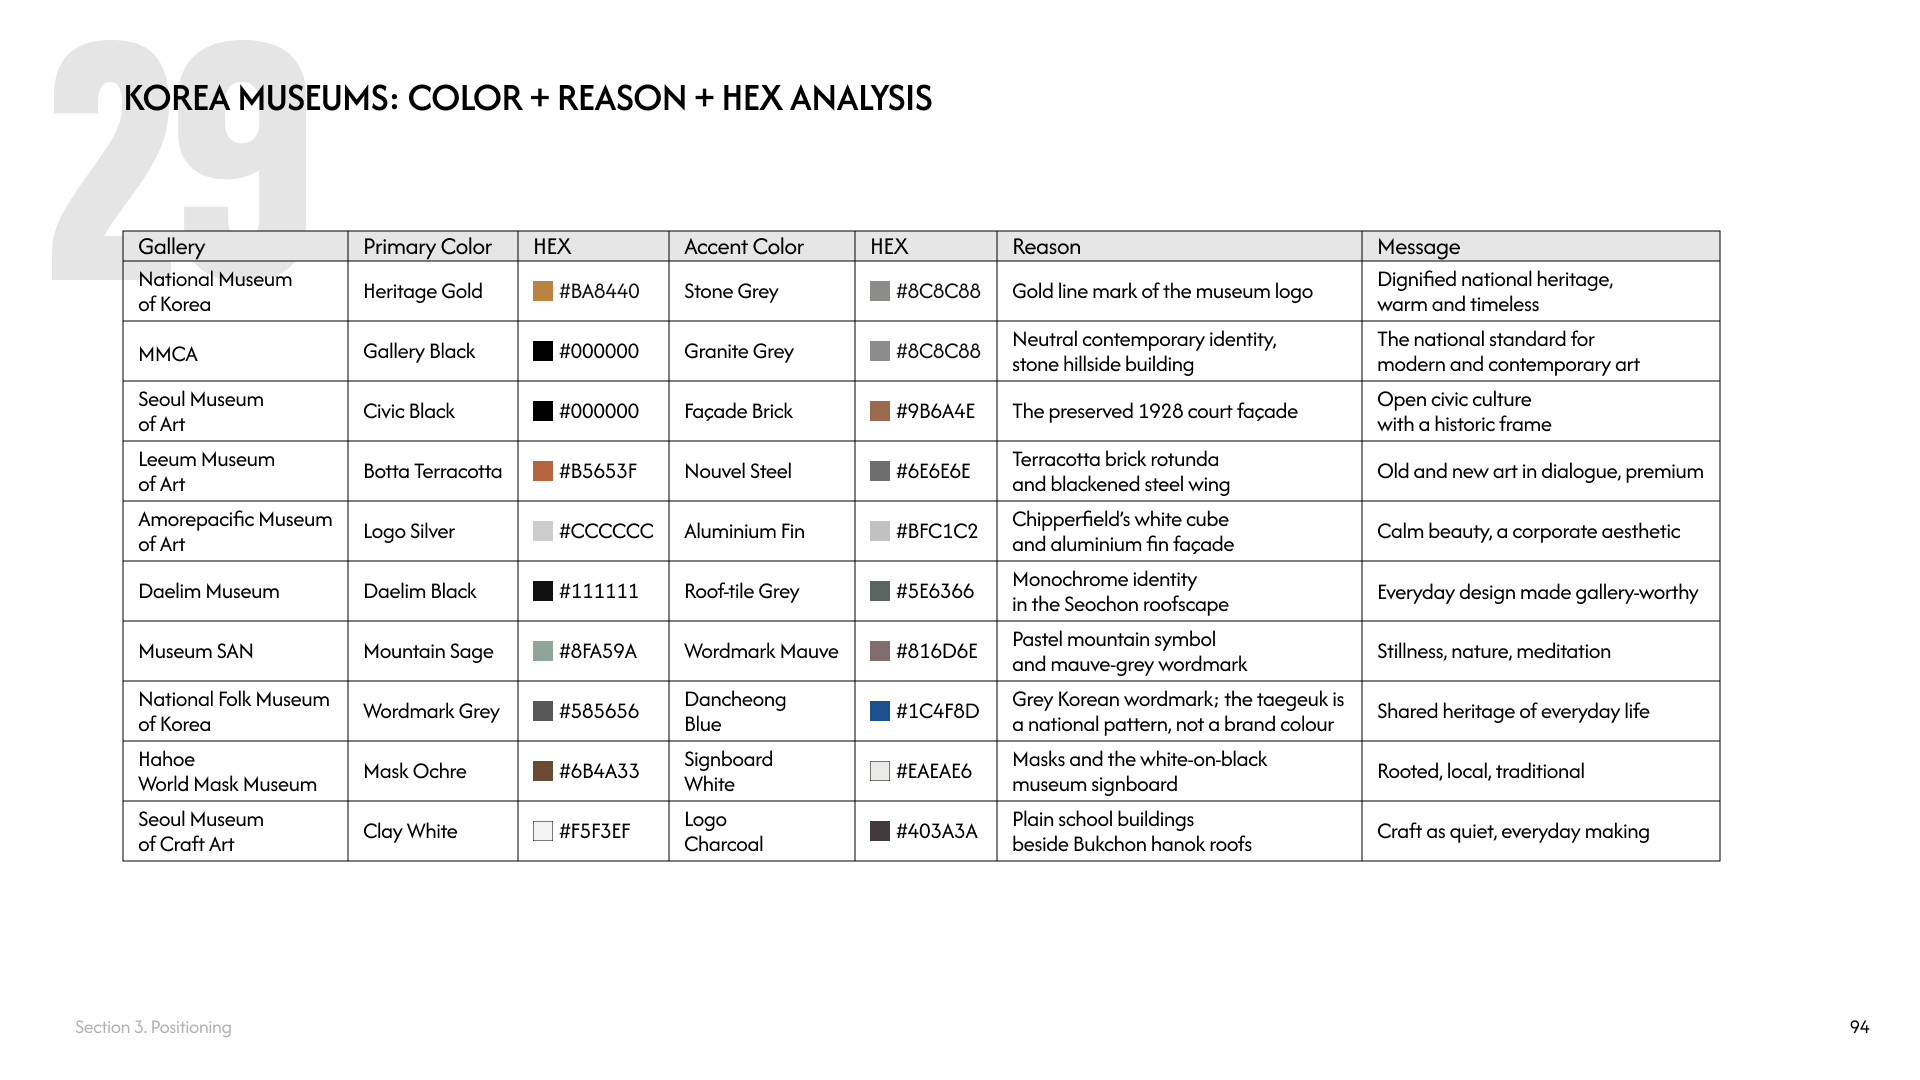 29
KOREA MUSEUMS: COLOR + REASON + HEX ANALYSIS
Gallery Primary Color HEX Accent Color HEX Reason Message
National Museum
of Korea
Heritage Gold
#BA8440
Stone Grey
#8C8C88
Gold line mark of the museum logo
Dignified national heritage,
warm and timeless
MMCA
Gallery Black
#000000
Granite Grey
#8C8C88
Neutral contemporary identity,
stone hillside building
The national standard for
modern and contemporary art
Seoul Museum
of Art
Civic Black
#000000
Façade Brick
#9B6A4E
The preserved 1928 court façade
Open civic culture
with a historic frame
Leeum Museum
of Art
Botta Terracotta
#B5653F
Nouvel Steel
#6E6E6E
Terracotta brick rotunda
and blackened steel wing
Old and new art in dialogue, premium
Amorepacific Museum
of Art
Logo Silver
#CCCCCC
Aluminium Fin
#BFC1C2
Chipperfield's white cube
and aluminium fin façade
Calm beauty, a corporate aesthetic
Daelim Museum
Daelim Black
#111111
Roof-tile Grey
#5E6366
Monochrome identity
in the Seochon roofscape
Everyday design made gallery-worthy
Museum SAN
Mountain Sage
#8FA59A
Wordmark Mauve
#816D6E
Pastel mountain symbol
and mauve-grey wordmark
Stillness, nature, meditation
National Folk Museum
of Korea
Wordmark Grey
#585656
Dancheong
Blue
#1C4F8D
Grey Korean wordmark; the taegeuk is
a national pattern, not a brand colour
Shared heritage of everyday life
Hahoe
World Mask Museum
Mask Ochre
#6B4A33
Signboard
White
#EAEAE6
Masks and the white-on-black
museum signboard
Rooted, local, traditional
Seoul Museum
of Craft Art
Clay White
#F5F3EF
Logo
Charcoal
#403A3A
Plain school buildings
beside Bukchon hanok roofs
Craft as quiet, everyday making
Section 3. Positioning
94